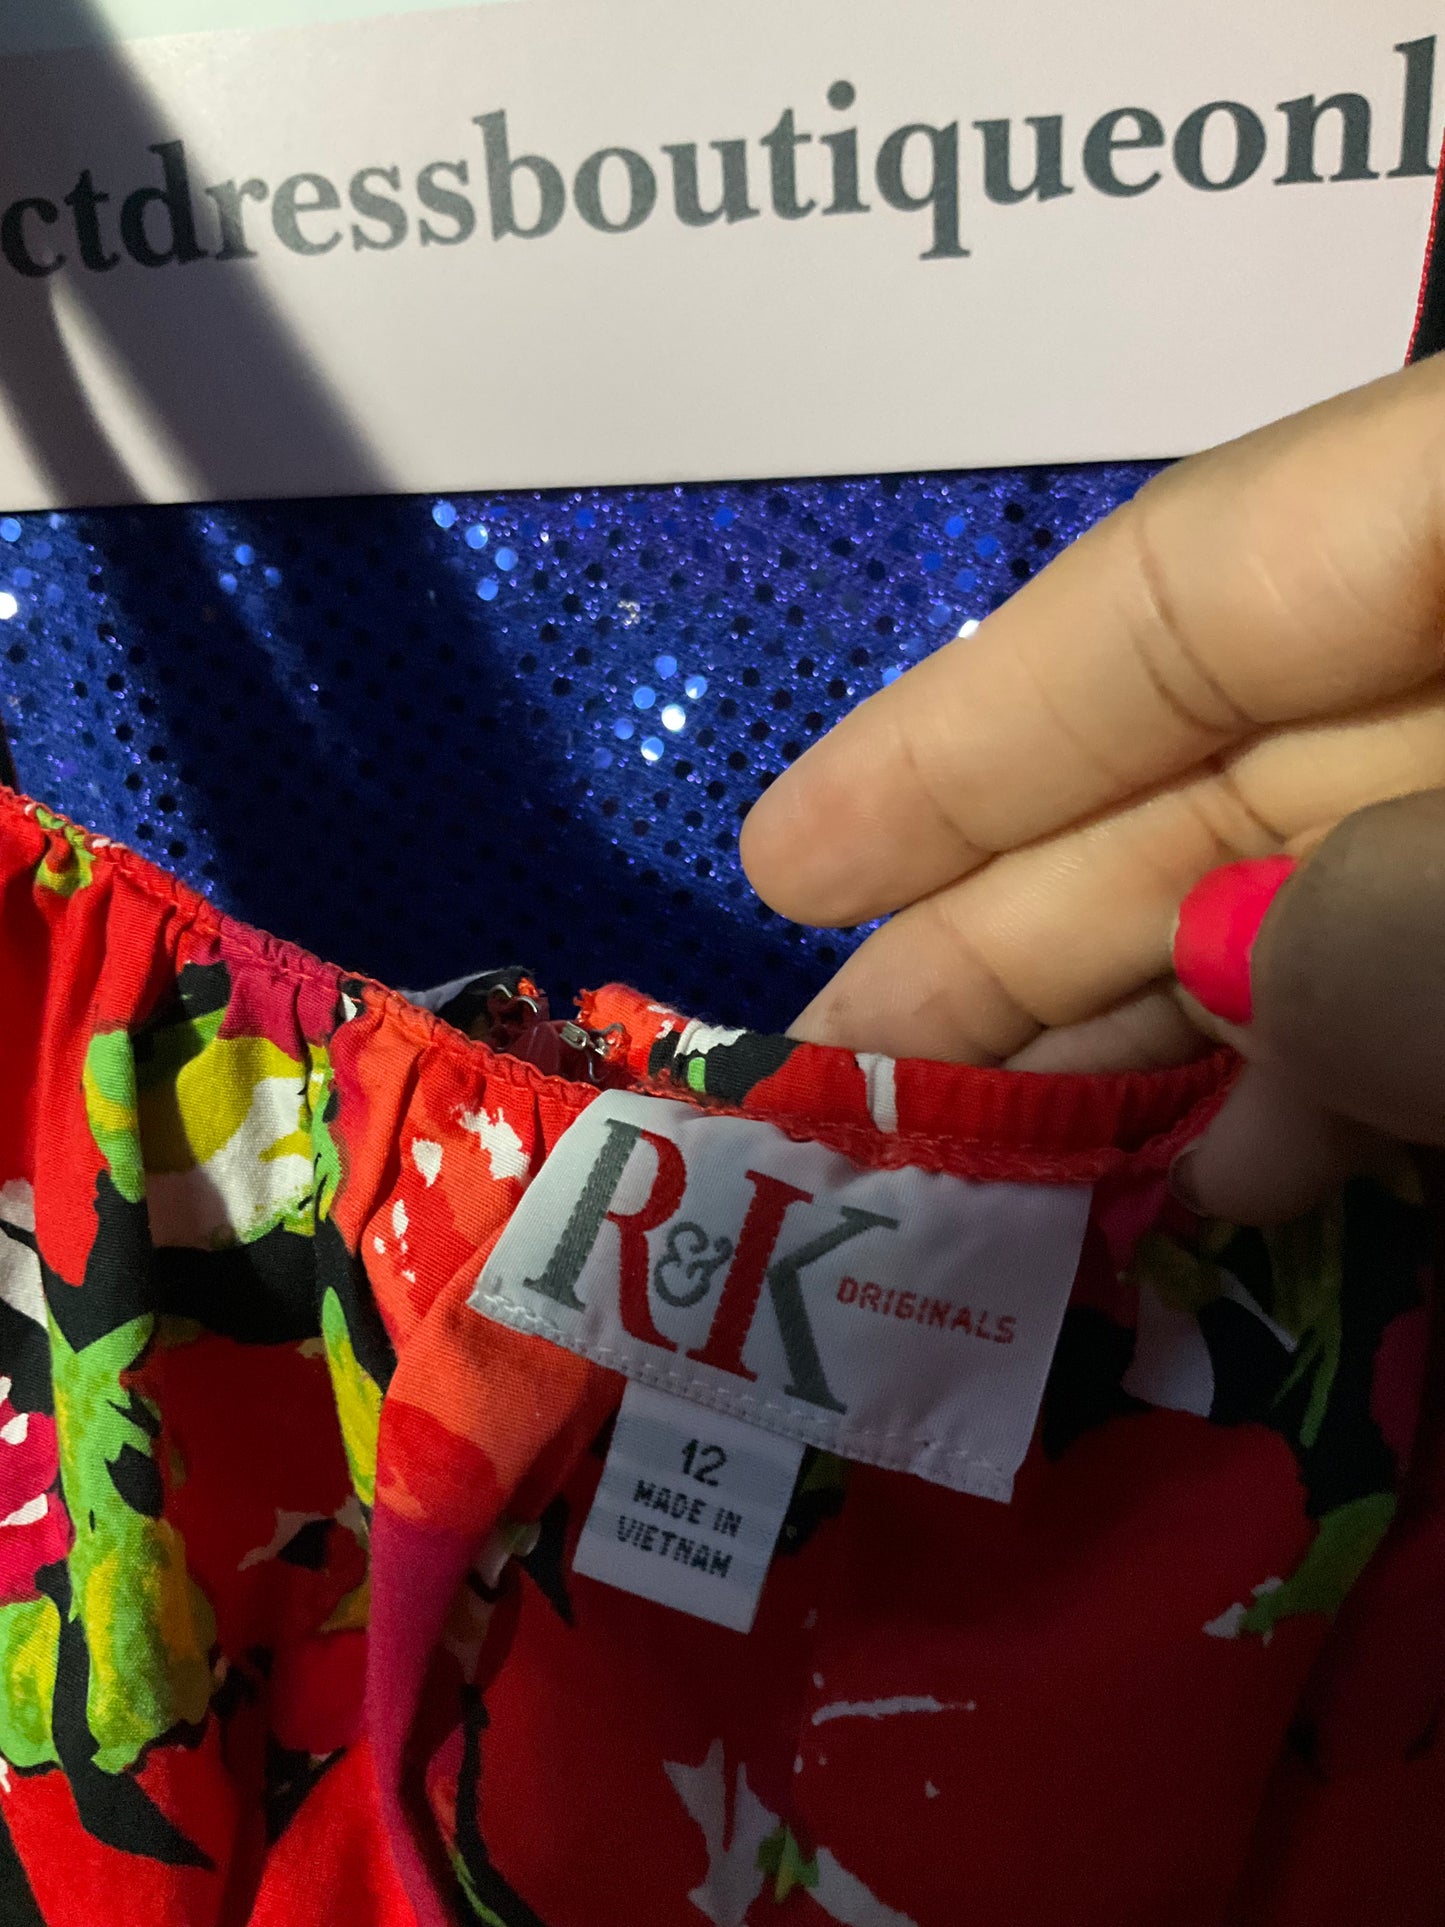 ctdressboutiqueonl
R&K ORIGINALS
12
MADE IN
VIETNAM